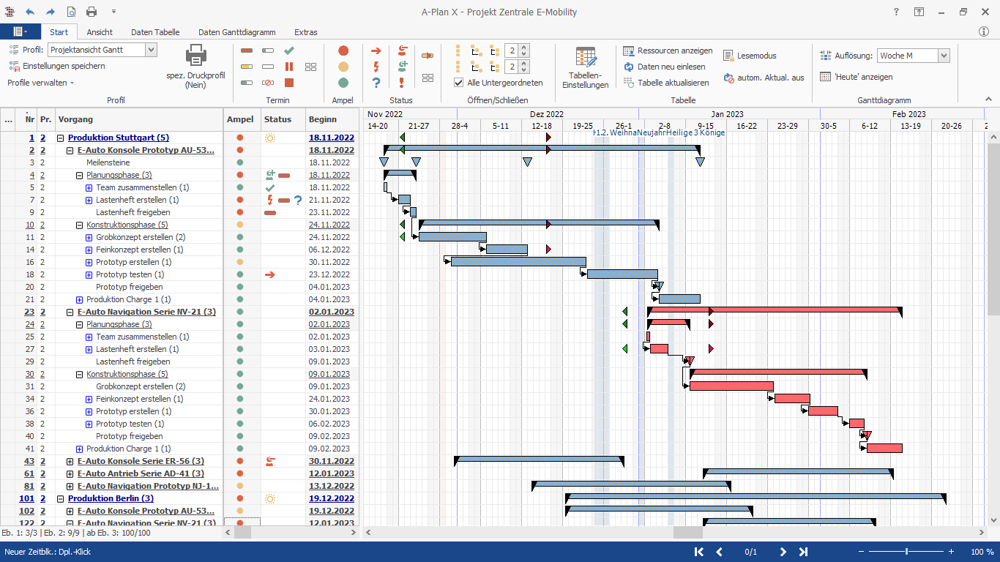 A-Plan X - Projekt Zentrale E-Mobility
Start Ansicht Daten Tabelle Daten Ganttdiagramm Extras
Profil: Projektansicht Gantt
Einstellungen speichern
Profile verwalten
spez. Druckprofil
(Nein)
2
2
Alle Untergeordneten
Tabellen-
Einstellungen
Ressourcen anzeigen
Daten neu einlesen
Tabelle aktualisieren
Lesemodus
autom. Aktual. aus
Auflösung: Woche M
'Heute' anzeigen
Profil Termin Ampel Status Öffnen/Schließen Tabelle Ganttdiagramm
... Nr Pr. Vorgang Ampel Status Beginn
Nov 2022 Dez 2022 Jan 2023 Feb 2023
14-20 21-27 28-4 5-11 12-18 19-25 26-1 2-8 9-15 16-22 23-29 30-5 6-12 13-19 20-26 2
F1.2. WeihnaNeujahrHeilige 3 Könige
1 2 Produktion Stuttgart (5) 18.11.2022
2 2 E-Auto Konsole Prototyp AU-53... 18.11.2022
3 2 Meilensteine 18.11.2022
4 2 Planungsphase (3) 18.11.2022
5 2 Team zusammenstellen (1) 18.11.2022
7 2 Lastenheft erstellen (1) ? 21.11.2022
9 2 Lastenheft freigeben 23.11.2022
10 2 Konstruktionsphase (5) 24.11.2022
11 2 Grobkonzept erstellen (2) 24.11.2022
14 2 Feinkonzept erstellen (1) 06.12.2022
16 2 Prototyp erstellen (1) 30.11.2022
18 2 Prototyp testen (1) 23.12.2022
20 2 Prototyp freigeben 04.01.2023
21 2 Produktion Charge 1 (1) 04.01.2023
23 2 E-Auto Navigation Serie NV-21 (3) 02.01.2023
24 2 Planungsphase (3) 02.01.2023
25 2 Team zusammenstellen (1) 02.01.2023
27 2 Lastenheft erstellen (1) 03.01.2023
29 2 Lastenheft freigeben 09.01.2023
30 2 Konstruktionsphase (5) 09.01.2023
31 2 Grobkonzept erstellen (2) 09.01.2023
34 2 Feinkonzept erstellen (1) 24.01.2023
36 2 Prototyp erstellen (1) 30.01.2023
38 2 Prototyp testen (1) 06.02.2023
40 2 Prototyp freigeben 09.02.2023
41 2 Produktion Charge 1 (1) 09.02.2023
43 2 E-Auto Konsole Serie ER-56 (3) 30.11.2022
61 2 E-Auto Antrieb Serie AD-41 (3) 12.01.2023
81 2 E-Auto Navigation Prototyp NJ-1... 13.12.2022
101 2 Produktion Berlin (3) 19.12.2022
102 2 E-Auto Konsole Prototyp AU-53... 19.12.2022
122 2 E-Auto Navigation Serie NV-21 (3) 12.01.2023
Eb. 1: 3/3 | Eb. 2: 9/9 | ab Eb. 3: 100/100
Neuer Zeitblk.: Dpl.-Klick 0/1 100 %